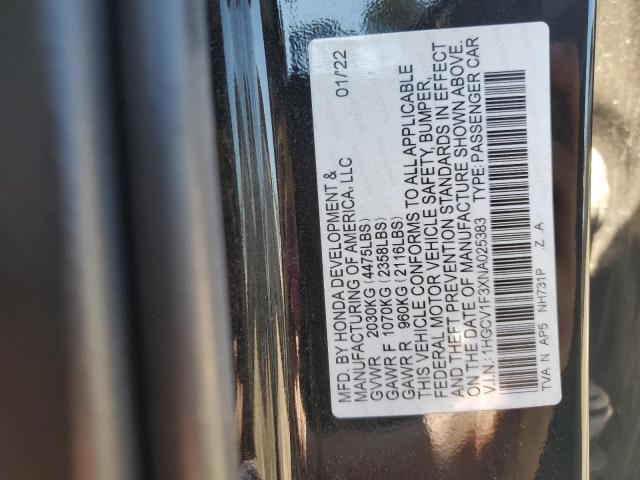 MFD. BY HONDA DEVELOPMENT & 01/22
MANUFACTURING OF AMERICA, LLC
GVWR 2030KG (4475LBS)
GAWR F 1070KG (2358LBS)
GAWR R 960KG (2116LBS)
THIS VEHICLE CONFORMS TO ALL APPLICABLE
FEDERAL MOTOR VEHICLE SAFETY, BUMPER,
AND THEFT PREVENTION STANDARDS IN EFFECT
ON THE DATE OF MANUFACTURE SHOWN ABOVE.
V.I.N.: 1HGCV1F3XNA025383 TYPE:PASSENGER CAR
TVA N AP5 NH731P Z A